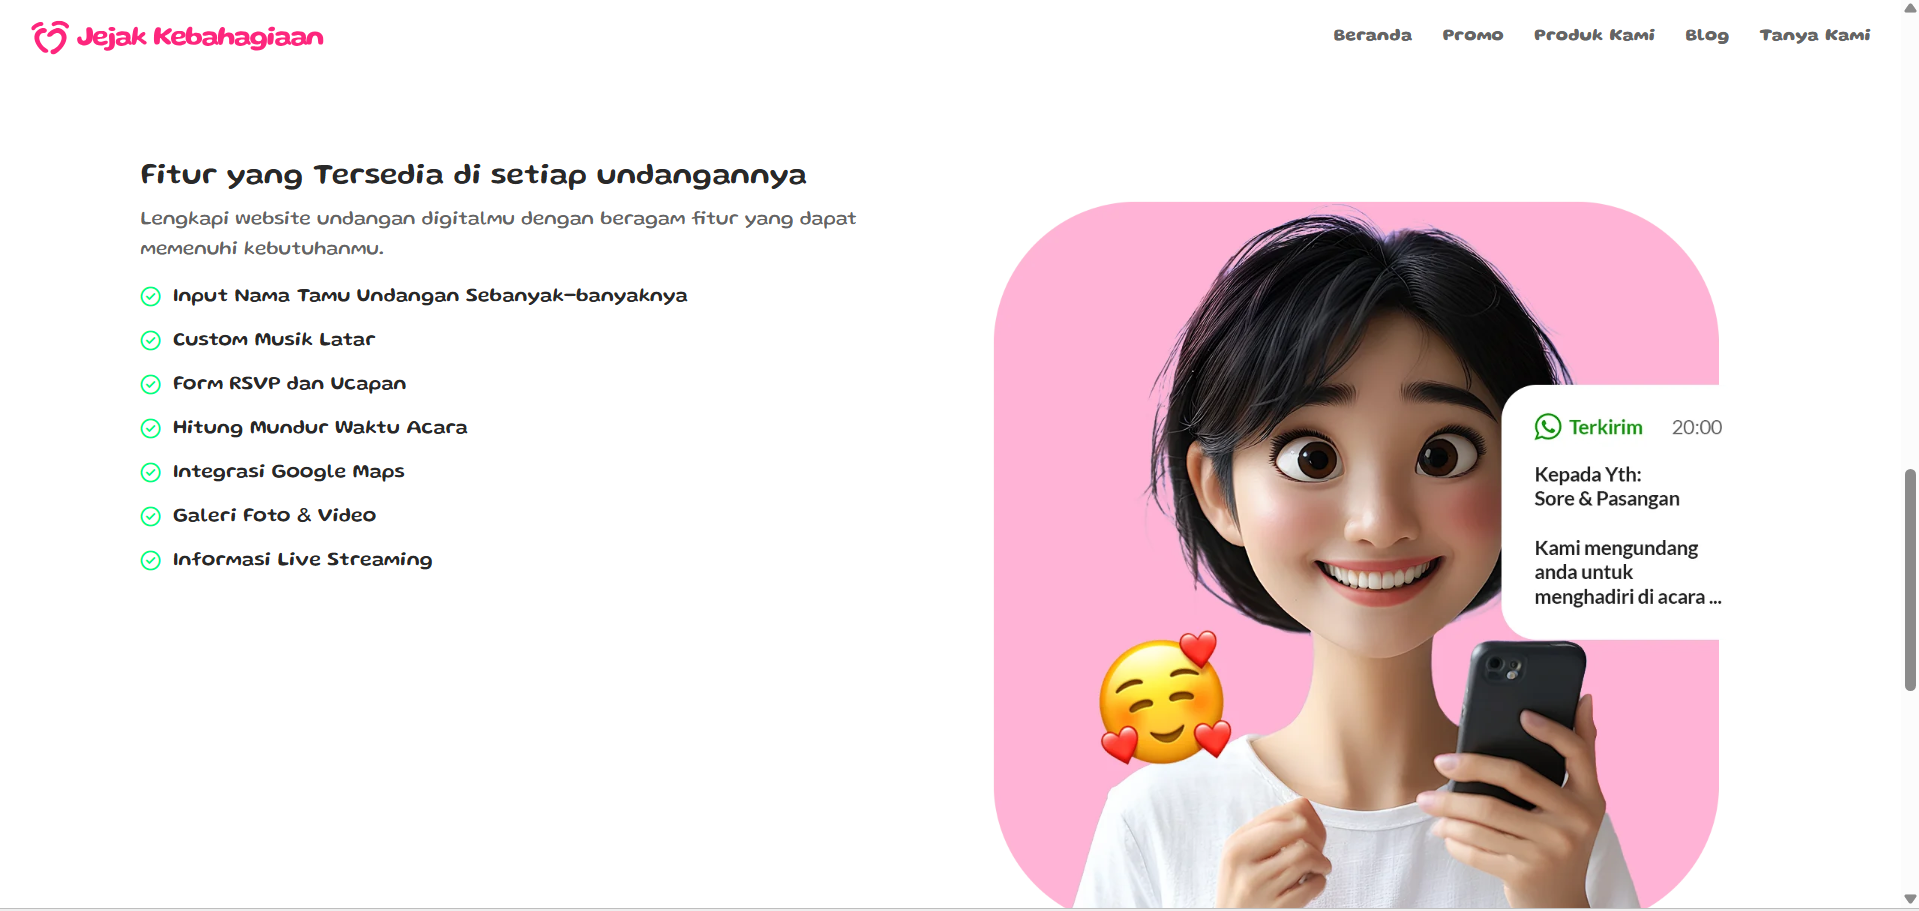 Jejak Kebahagiaan
Beranda
Promo
Produk Kami
Blog
Tanya Kami
Fitur yang Tersedia di setiap undangannya
Lengkapi website undangan digitalmu dengan beragam fitur yang dapat
memenuhi kebutuhanmu.
Input Nama Tamu Undangan Sebanyak-banyaknya
Custom Musik Latar
Form RSVP dan Ucapan
Hitung Mundur Waktu Acara
Integrasi Google Maps
Galeri Foto & Video
Informasi Live Streaming
Terkirim 20:00
Kepada Yth:
Sore & Pasangan
Kami mengundang
anda untuk
menghadiri di acara ...